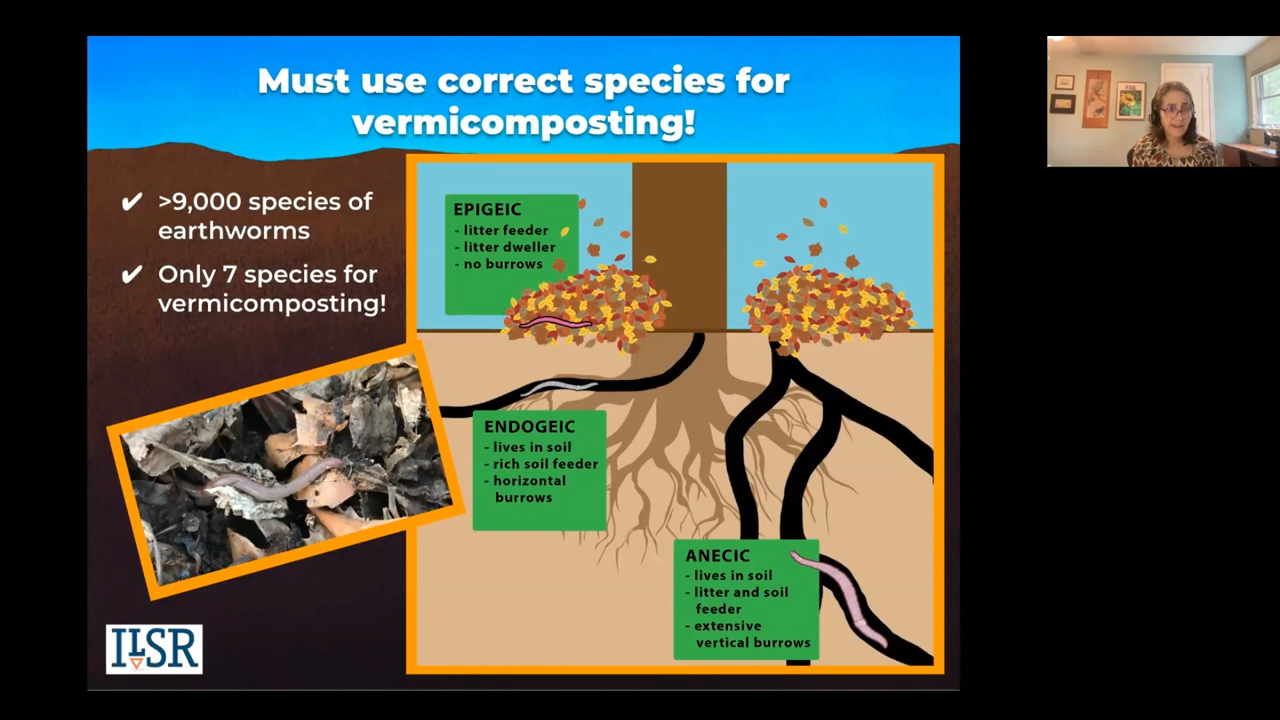 Must use correct species for
vermicomposting!
✔ >9,000 species of
earthworms
✔ Only 7 species for
vermicomposting!
EPIGEIC
- litter feeder
- litter dweller
- no burrows
ENDOGEIC
- lives in soil
- rich soil feeder
- horizontal
burrows
ANECIC
- lives in soil
- litter and soil
feeder
- extensive
vertical burrows
ILSR